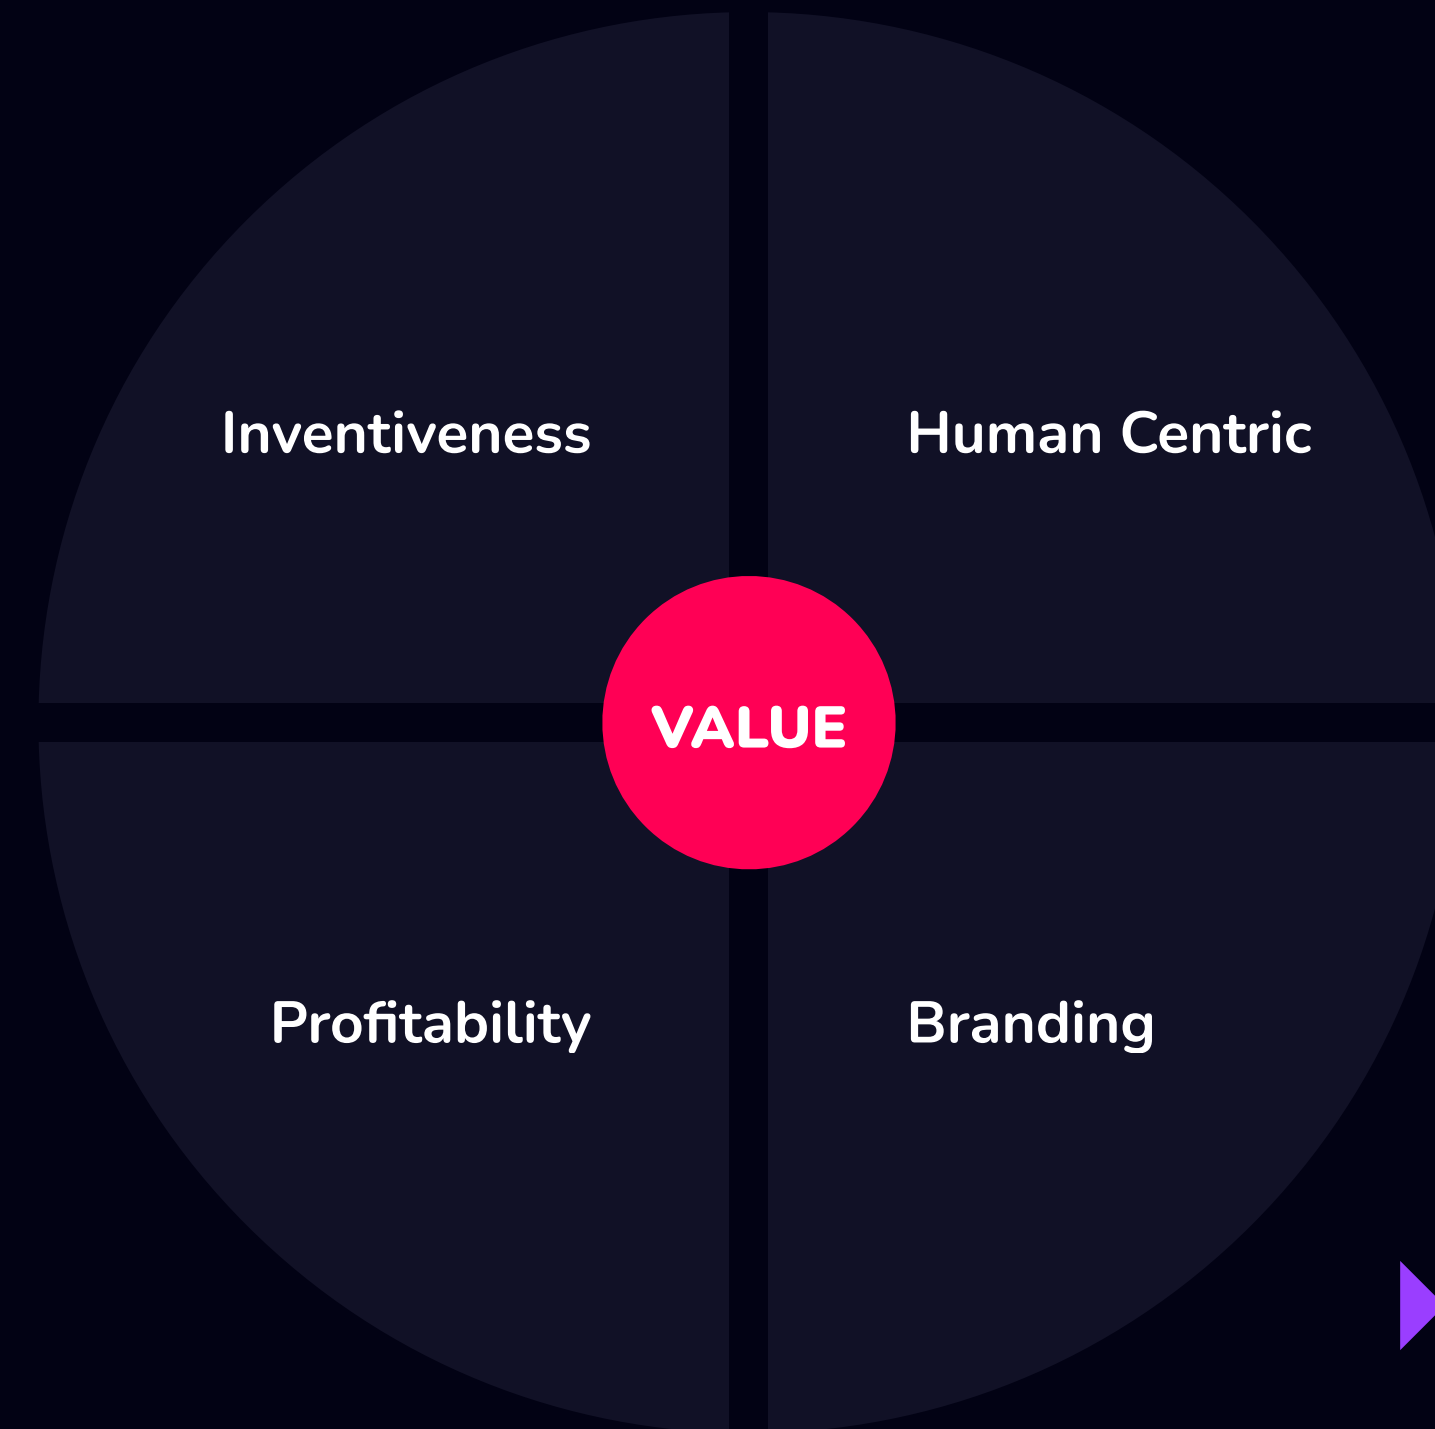 Inventiveness
Human Centric
VALUE
Profitability
Branding